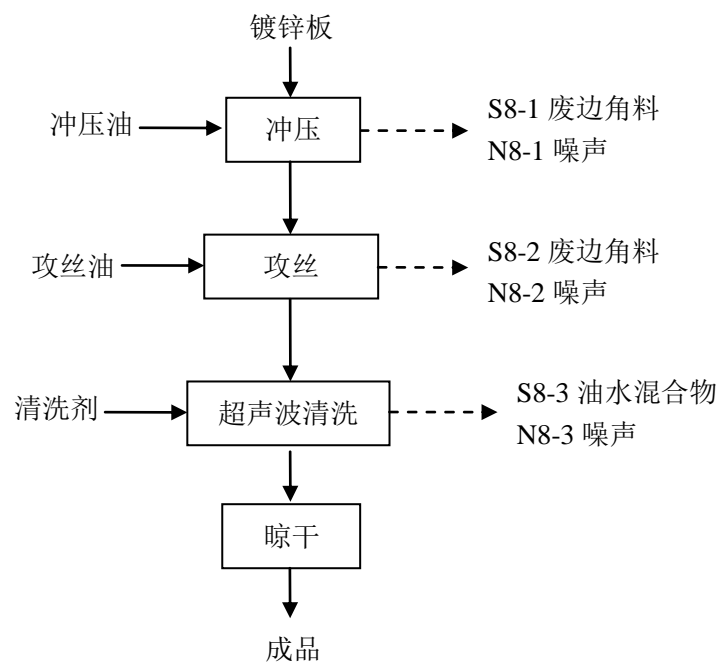 镀锌板
冲压油
冲压
S8-1 废边角料
N8-1 噪声
攻丝油
攻丝
S8-2 废边角料
N8-2 噪声
清洗剂
超声波清洗
S8-3 油水混合物
N8-3 噪声
晾干
成品